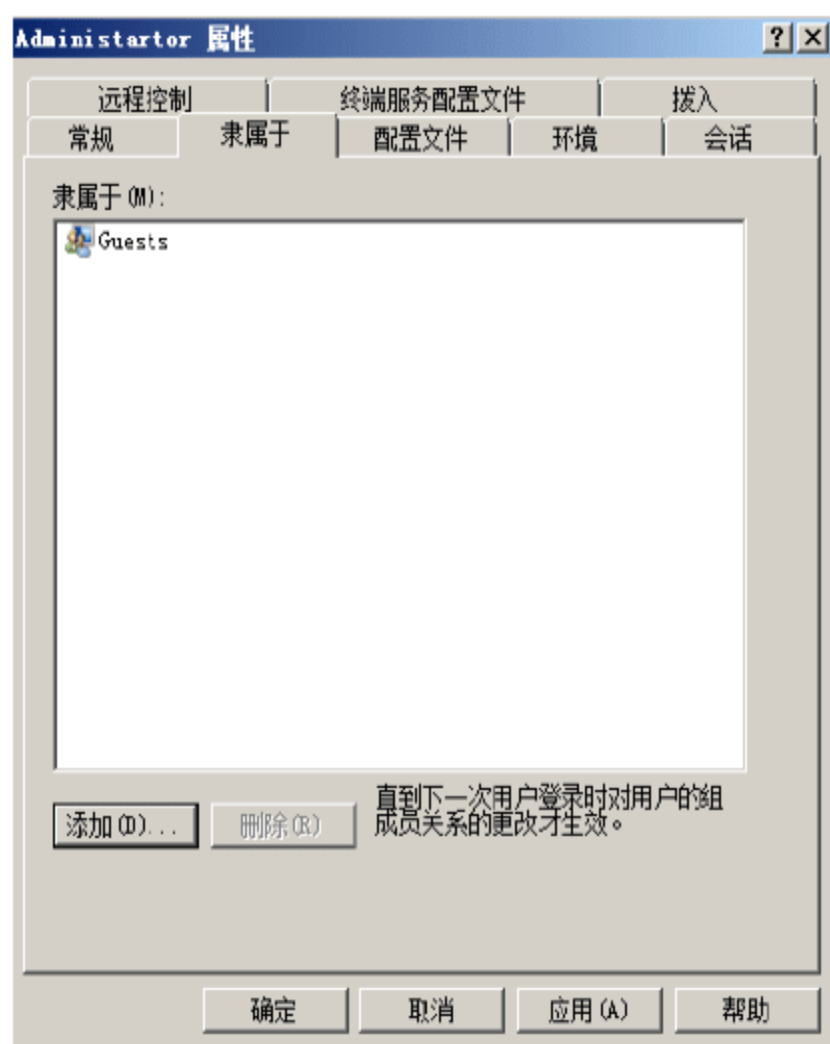 Administartor 属性
远程控制 终端服务配置文件 拨入
常规 隶属于 配置文件 环境 会话
隶属于(M):
Guests
添加(D)... 删除(R) 直到下一次用户登录时对用户的组
成员关系的更改才生效。
确定 取消 应用(A) 帮助